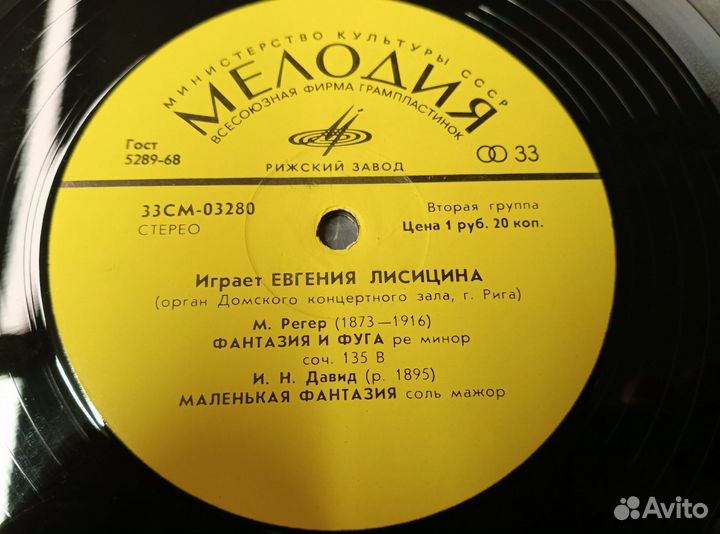 МИНИСТЕРСТВО КУЛЬТУРЫ СССР
МЕЛОДИЯ
ВСЕСОЮЗНАЯ ФИРМА ГРАМПЛАСТИНОК
Гост
5289-68
33
РИЖСКИЙ ЗАВОД
33СМ-03280
СТЕРЕО
Вторая группа
Цена 1 руб. 20 коп.
Играет ЕВГЕНИЯ ЛИСИЦИНА
(орган Домского концертного зала, г. Рига)
М. Регер (1873—1916)
ФАНТАЗИЯ И ФУГА ре минор
соч. 135 В
И. Н. Давид (р. 1895)
МАЛЕНЬКАЯ ФАНТАЗИЯ соль мажор
Avito